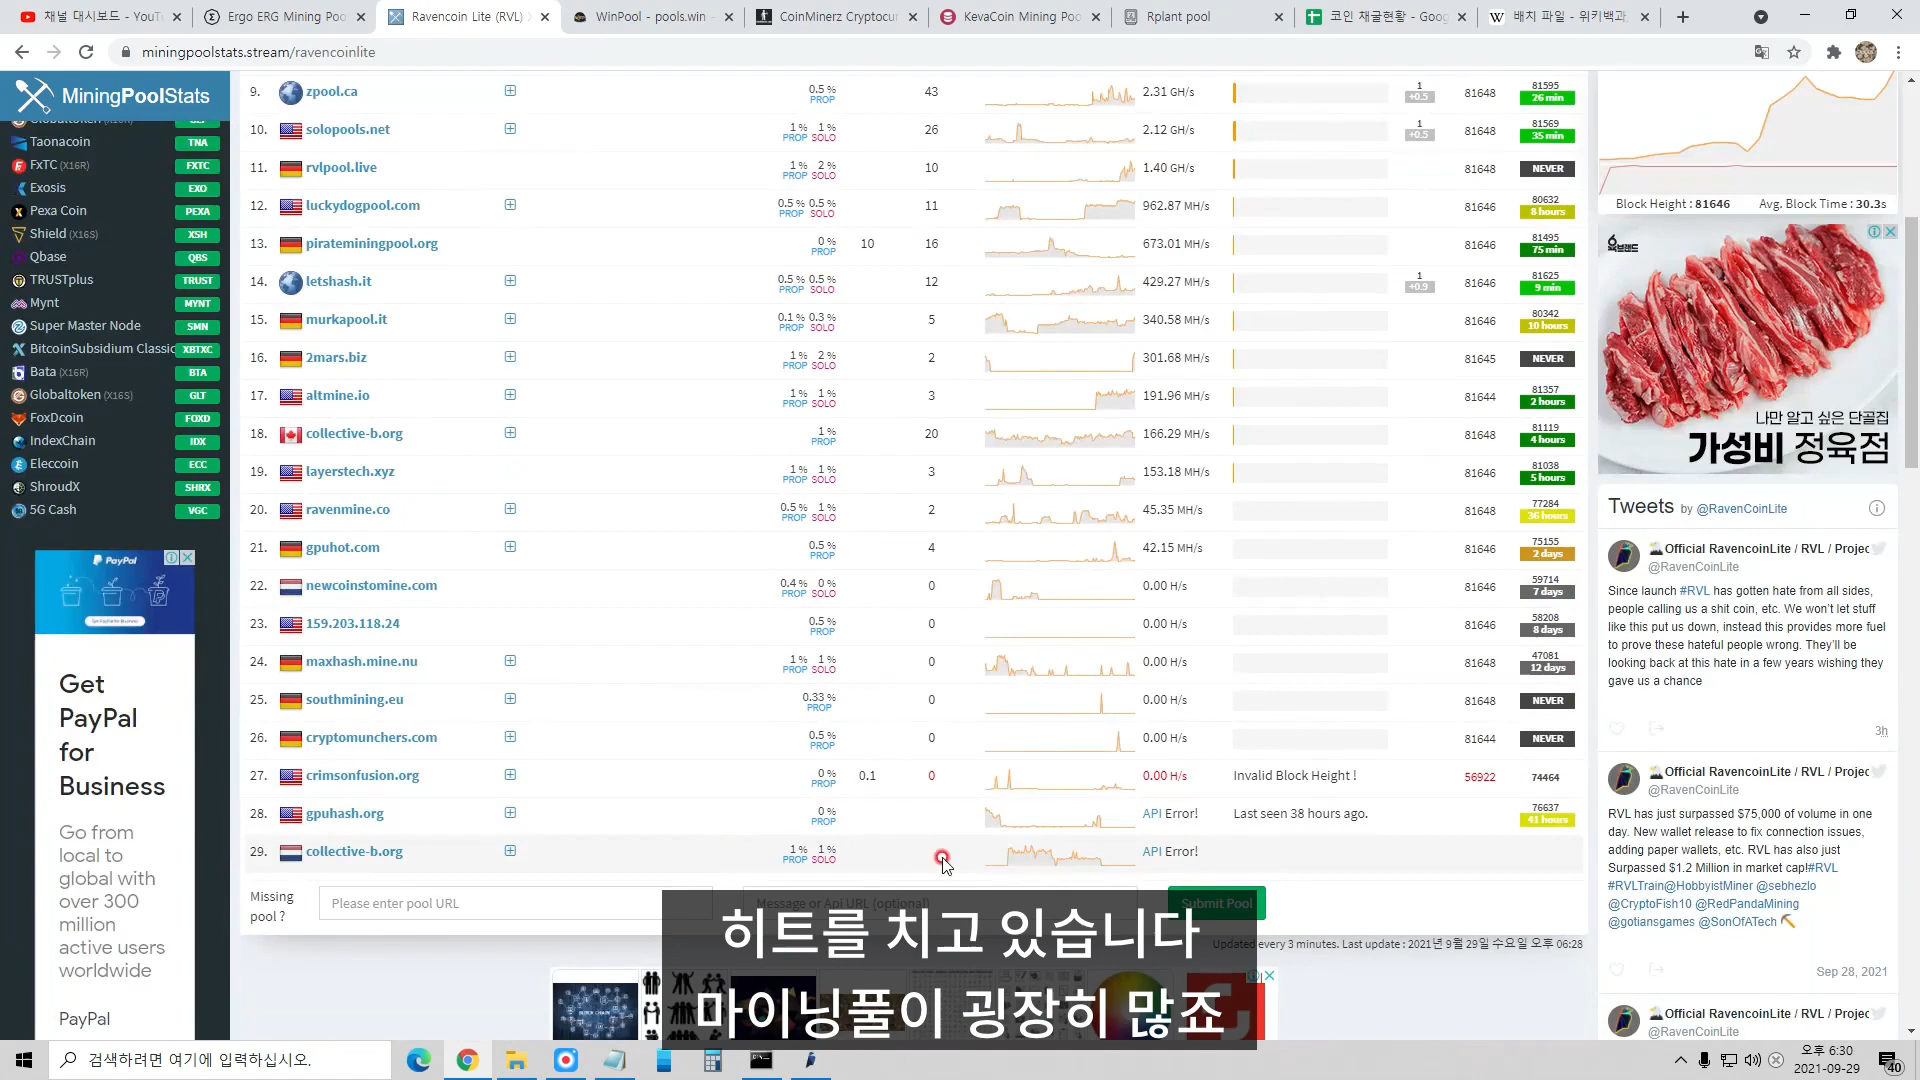 채널 대시보드 - YouTu
Ergo ERG Mining Pool
Ravencoin Lite (RVL)
WinPool - pools.win -
CoinMinerz Cryptocur
KevaCoin Mining Poo
Rplant pool
코인 채굴현황 - Goog
배치 파일 - 위키백과,
miningpoolstats.stream/ravencoinlite
MiningPoolStats
Taonacoin TNA
FxTC (X16R) FXTC
Exosis EXO
Pexa Coin PEXA
Shield (X16S) XSH
Qbase QBS
TRUSTplus TRUST
Mynt MYNT
Super Master Node SMN
BitcoinSubsidium Classic XBTXC
Bata (X16R) BTA
Globaltoken (X16S) GLT
FoxDcoin FOXD
IndexChain IDX
Eleccoin ECC
ShroudX SHRX
5G Cash VGC
PayPal
Get PayPal for Business
Get
PayPal
for
Business
Go from
local to
global with
over 300
million
active users
worldwide
PayPal
9. zpool.ca 0.5 % PROP 43 2.31 GH/s 1 +0.5 81648 81595 26 min
10. solopools.net 1 % PROP 1 % SOLO 26 2.12 GH/s 1 +0.5 81648 81569 35 min
11. rvlpool.live 1 % PROP 2 % SOLO 10 1.40 GH/s 81648 NEVER
12. luckydogpool.com 0.5 % PROP 0.5 % SOLO 11 962.87 MH/s 81646 80632 8 hours
13. pirateminingpool.org 0 % PROP 10 16 673.01 MH/s 81646 81495 75 min
14. letshash.it 0.5 % PROP 0.5 % SOLO 12 429.27 MH/s 1 +0.9 81646 81625 9 min
15. murkapool.it 0.1 % PROP 0.3 % SOLO 5 340.58 MH/s 81646 80342 10 hours
16. 2mars.biz 1 % PROP 2 % SOLO 2 301.68 MH/s 81645 NEVER
17. altmine.io 1 % PROP 1 % SOLO 3 191.96 MH/s 81644 81357 2 hours
18. collective-b.org 1 % PROP 20 166.29 MH/s 81648 81119 4 hours
19. layerstech.xyz 1 % PROP 1 % SOLO 3 153.18 MH/s 81646 81038 5 hours
20. ravenmine.co 0.5 % PROP 1 % SOLO 2 45.35 MH/s 81648 77284 36 hours
21. gpuhot.com 0.5 % PROP 4 42.15 MH/s 81646 75155 2 days
22. newcoinstomine.com 0.4 % PROP 0 % SOLO 0 0.00 H/s 81646 59714 7 days
23. 159.203.118.24 0.5 % PROP 0 0.00 H/s 81646 58208 8 days
24. maxhash.mine.nu 1 % PROP 1 % SOLO 0 0.00 H/s 81648 47081 12 days
25. southmining.eu 0.33 % PROP 0 0.00 H/s 81648 NEVER
26. cryptomunchers.com 0.5 % PROP 0 0.00 H/s 81644 NEVER
27. crimsonfusion.org 0 % PROP 0.1 0 0.00 H/s Invalid Block Height ! 56922 74464
28. gpuhash.org 0 % PROP API Error! Last seen 38 hours ago. 76637 41 hours
29. collective-b.org 1 % PROP 1 % SOLO API Error!
Missing
pool ?
Please enter pool URL
Message or Api URL (optional)
Submit Pool
Updated every 3 minutes. Last update : 2021년 9월 29일 수요일 오후 06:28
히트를 치고 있습니다
마이닝풀이 굉장히 많죠
Block Height : 81646 Avg. Block Time : 30.3s
나만 알고 싶은 단골집
가성비 정육점
Tweets by @RavenCoinLite
Official RavencoinLite / RVL / Projec
@RavenCoinLite
Since launch #RVL has gotten hate from all sides,
people calling us a shit coin, etc. We won't let stuff
like this put us down, instead this provides more fuel
to prove these hateful people wrong. They'll be
looking back at this hate in a few years wishing they
gave us a chance
3h
Official RavencoinLite / RVL / Projec
@RavenCoinLite
RVL has just surpassed $75,000 of volume in one
day. New wallet release to fix connection issues,
adding paper wallets, etc. RVL has also just
Surpassed $1.2 Million in market cap!#RVL
#RVLTrain@HobbyistMiner @sebhezlo
@CryptoFish10 @RedPandaMining
@gotiansgames @SonOfATech
Sep 28, 2021
Official RavencoinLite / RVL / Projec
@RavenCoinLite
검색하려면 여기에 입력하십시오.
오후 6:30
2021-09-29
40